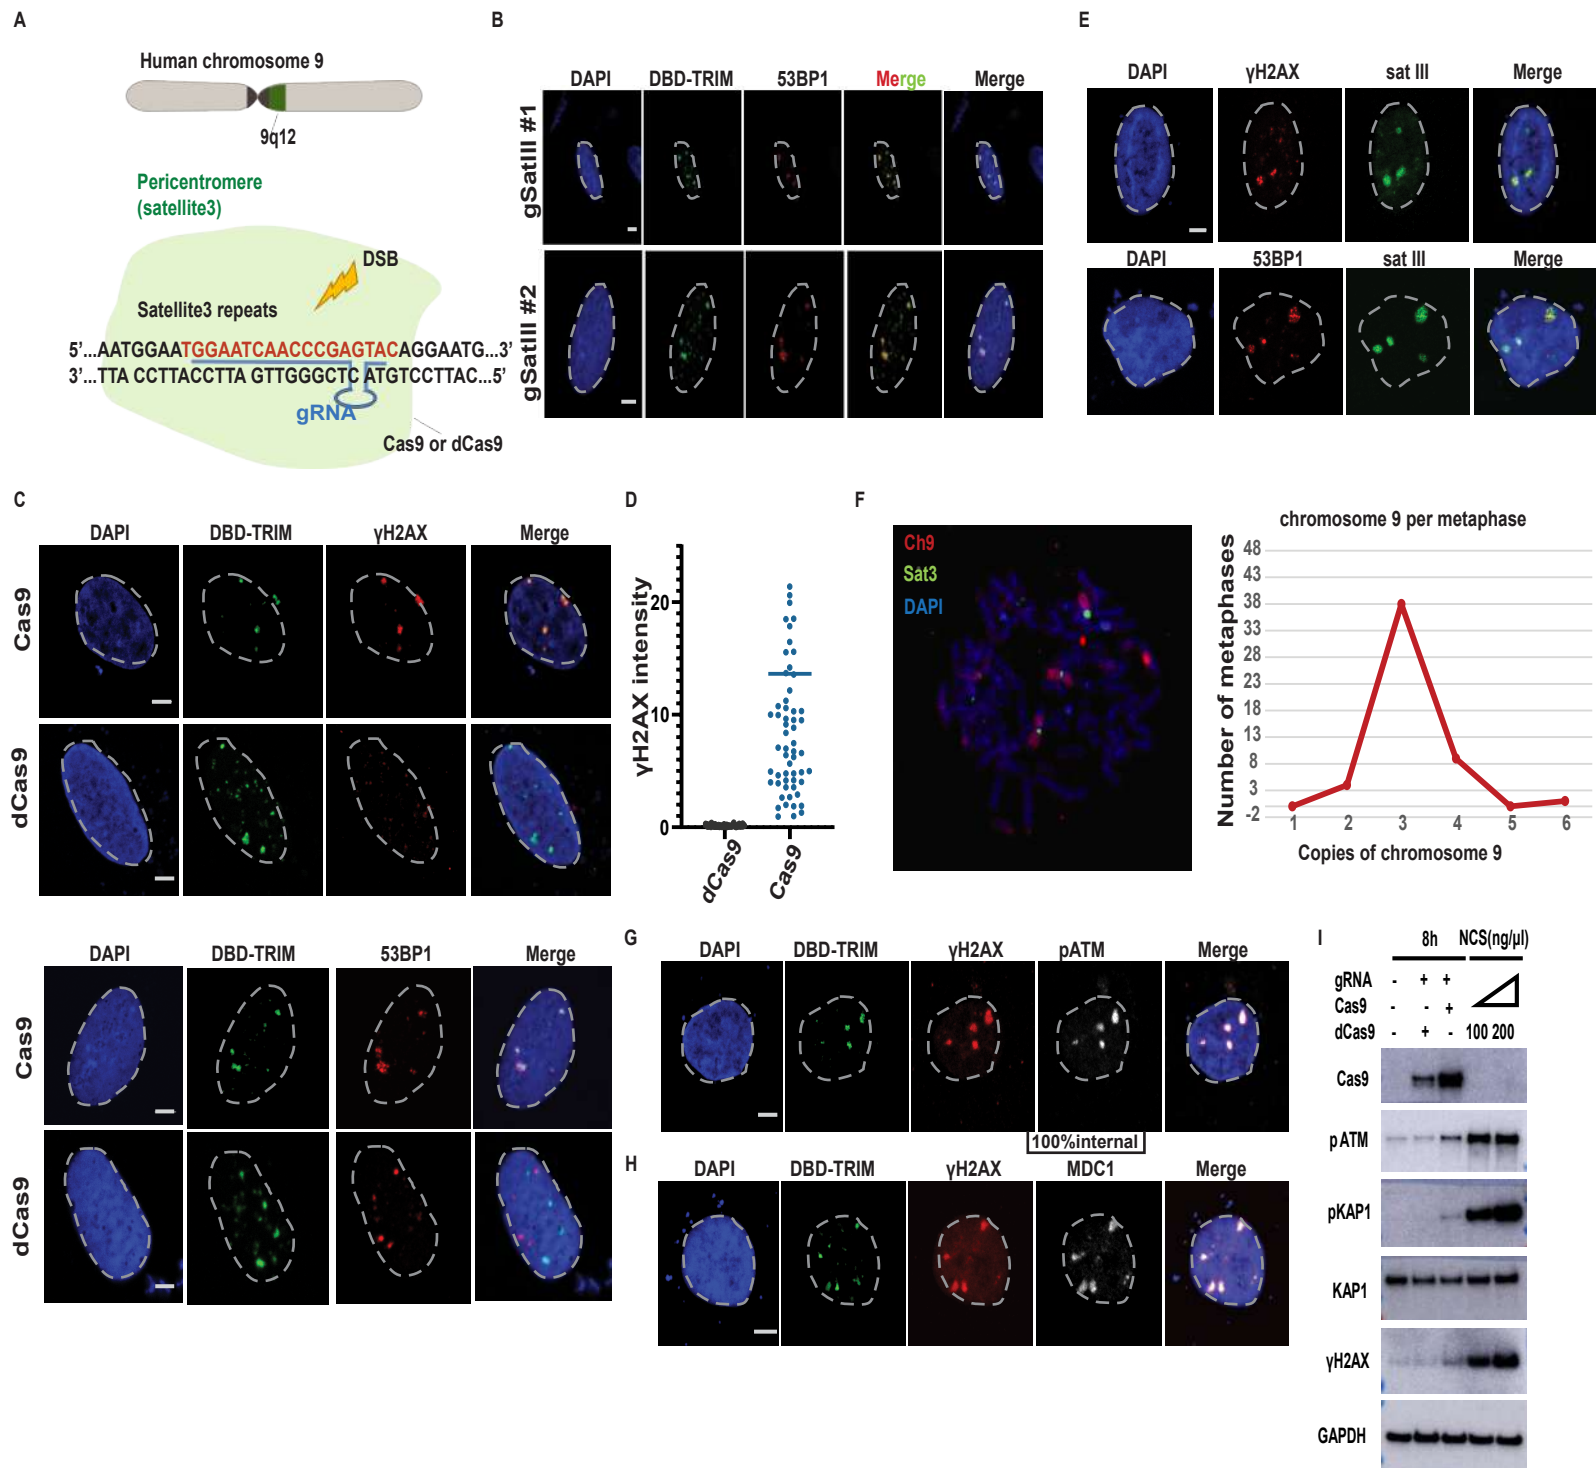 A
Human chromosome 9
9q12
Pericentromere
(satellite3)
DSB
Satellite3 repeats
5’...AATGGAATGGAATCAACCCGAGTACAGGAATG...3’
3’...TTA CCTTACCTTA GTTGGGCTC ATGTCCTTAC...5’
gRNA
Cas9 or dCas9
B
DAPI DBD-TRIM 53BP1 Merge Merge
gSatIII #1
gSatIII #2
E
DAPI γH2AX sat III Merge
DAPI 53BP1 sat III Merge
C
DAPI DBD-TRIM γH2AX Merge
Cas9
dCas9
DAPI DBD-TRIM 53BP1 Merge
Cas9
dCas9
D
γH2AX intensity
20
10
0
dCas9 Cas9
F
Ch9
Sat3
DAPI
chromosome 9 per metaphase
Number of metaphases
48
43
38
33
28
23
18
13
8
3
-2
1 2 3 4 5 6
Copies of chromosome 9
G
DAPI DBD-TRIM γH2AX pATM Merge
100%internal
H
DAPI DBD-TRIM γH2AX MDC1 Merge
I
8h NCS(ng/μl)
gRNA - + +
Cas9 - - +
dCas9 - + - 100 200
Cas9
pATM
pKAP1
KAP1
γH2AX
GAPDH